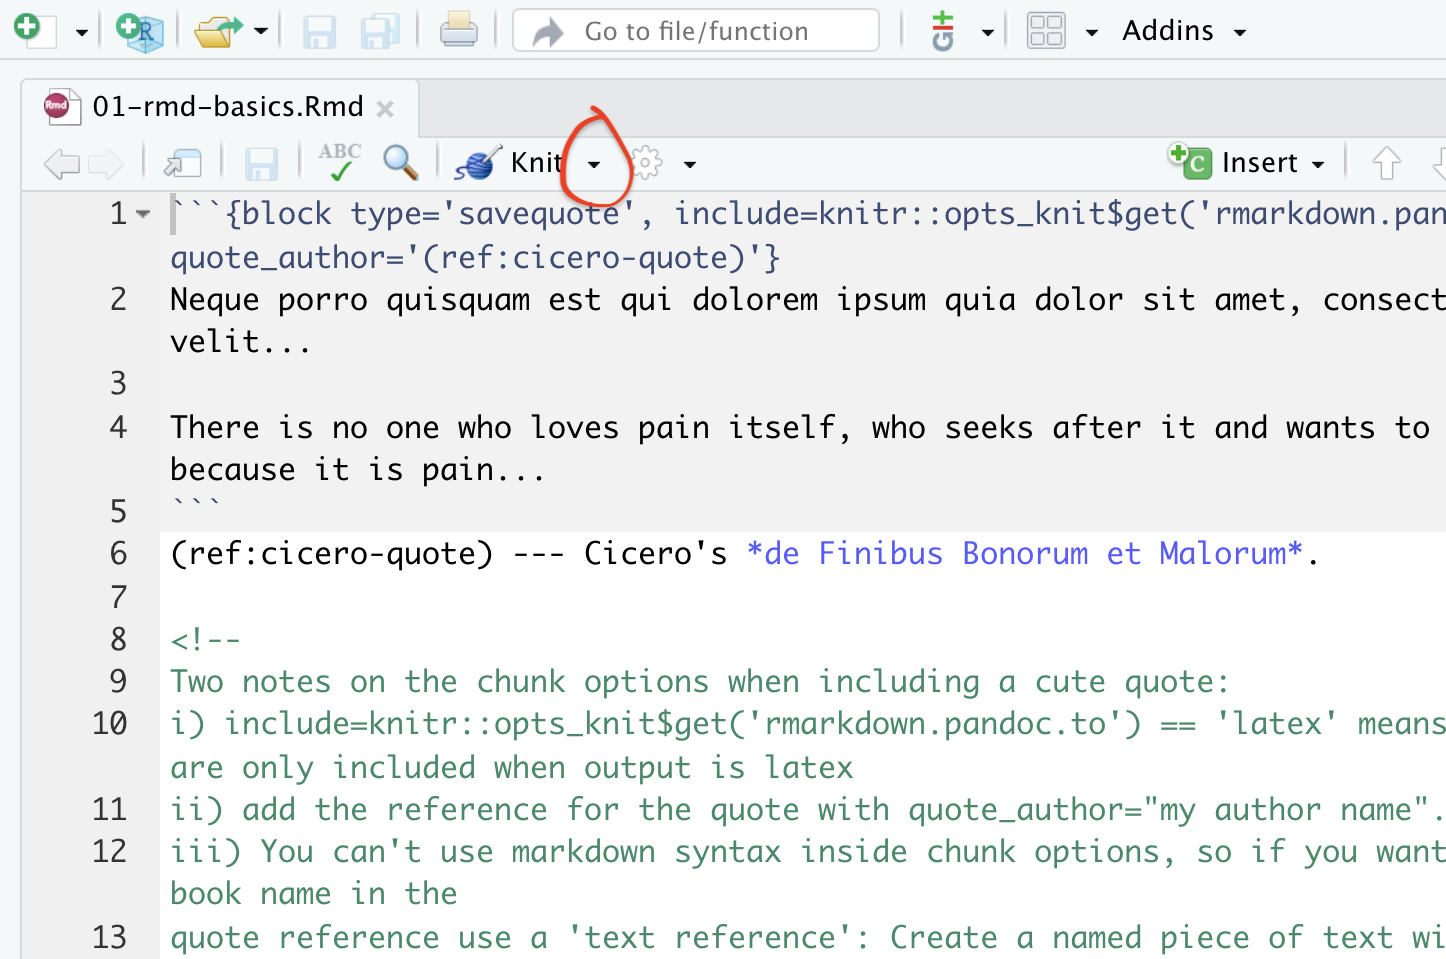 Go to file/function
Git
Addins
R
Rmd
01-rmd-basics.Rmd
ABC
Knit
C
Insert
1 ```{block type='savequote', include=knitr::opts_knit$get('rmarkdown.pan
quote_author='(ref:cicero-quote)'}
2 Neque porro quisquam est qui dolorem ipsum quia dolor sit amet, consect
velit...
3
4 There is no one who loves pain itself, who seeks after it and wants to
because it is pain...
5 ```
6 (ref:cicero-quote) --- Cicero's *de Finibus Bonorum et Malorum*.
7
8 <!--
9 Two notes on the chunk options when including a cute quote:
10 i) include=knitr::opts_knit$get('rmarkdown.pandoc.to') == 'latex' means
are only included when output is latex
11 ii) add the reference for the quote with quote_author="my author name".
12 iii) You can't use markdown syntax inside chunk options, so if you want
book name in the
13 quote reference use a 'text reference': Create a named piece of text wi